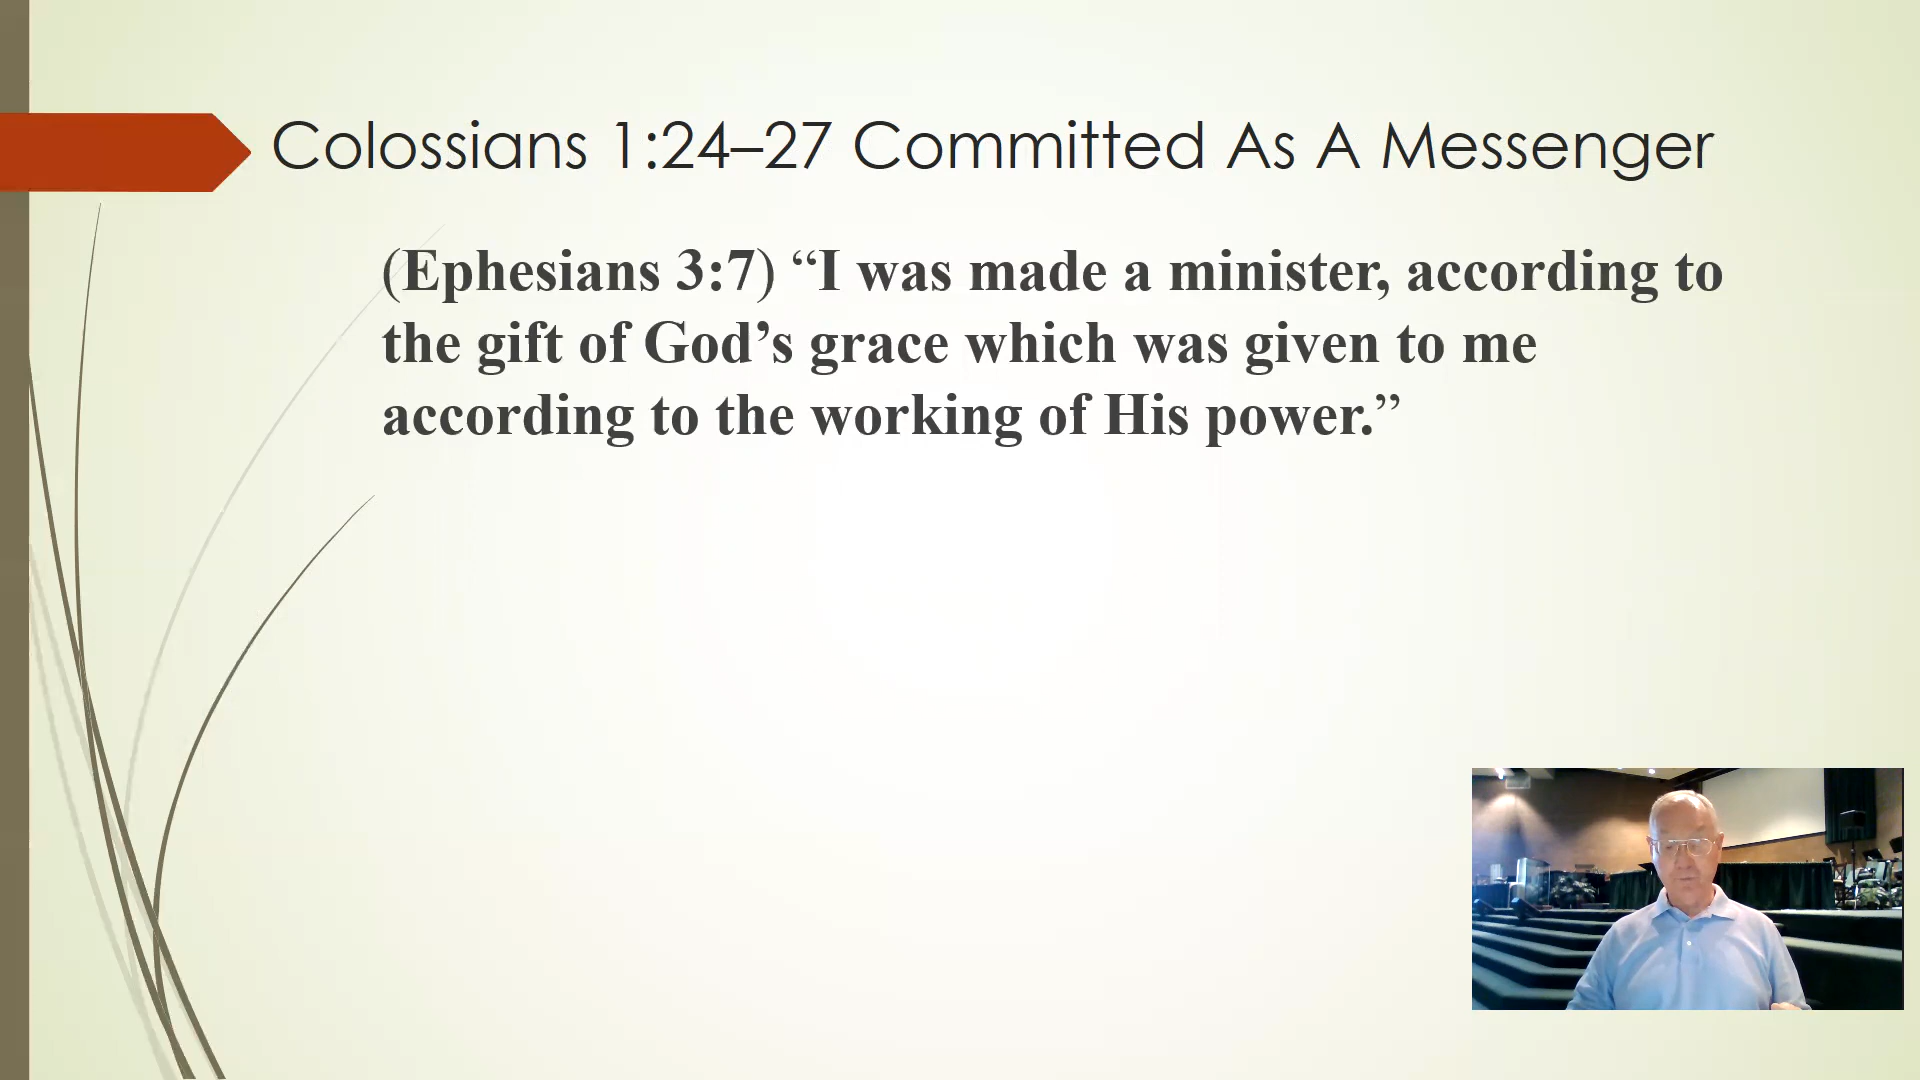 Colossians 1:24–27 Committed As A Messenger
(Ephesians 3:7) “I was made a minister, according to
the gift of God’s grace which was given to me
according to the working of His power.”